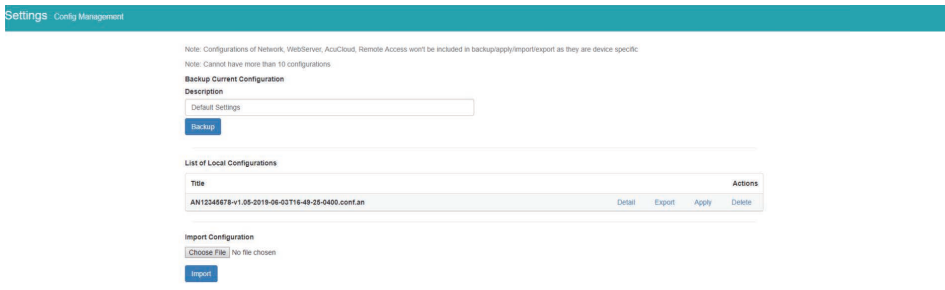 Settings Config Management
Note: Configurations of Network, WebServer, AcuCloud, Remote Access won't be included in backup/apply/import/export as they are device specific
Note: Cannot have more than 10 configurations
Backup Current Configuration
Description
Default Settings
Backup
List of Local Configurations
Title Actions
AN12345678-v1.05-2019-06-03T16-49-25-0400.conf.an Detail Export Apply Delete
Import Configuration
Choose File No file chosen
Import